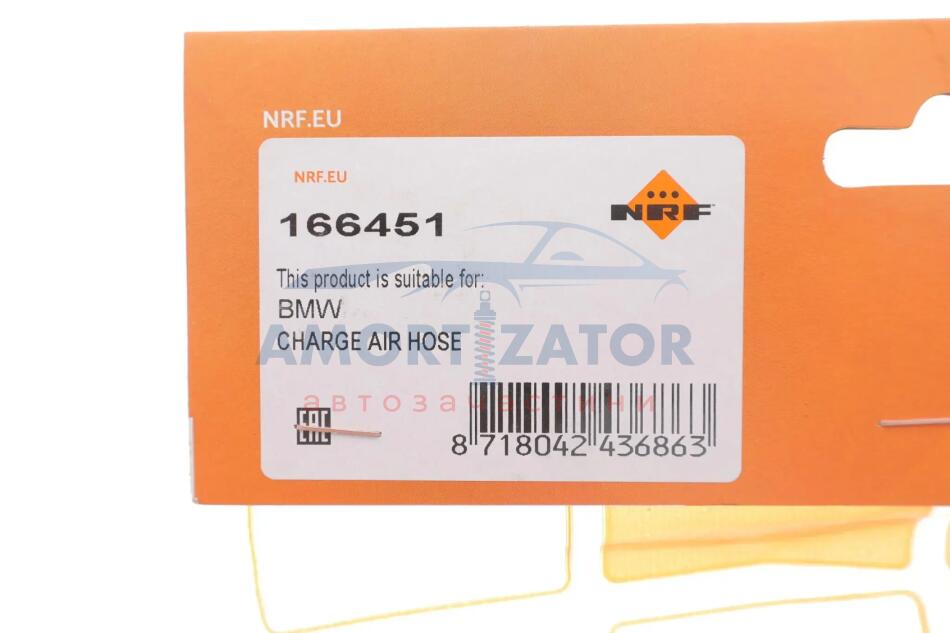 NRF.EU
NRF.EU
NRF
166451
This product is suitable for:
BMW
CHARGE AIR HOSE
AMORTIZATOR
автозапчастини
EAC
8 718042 436863